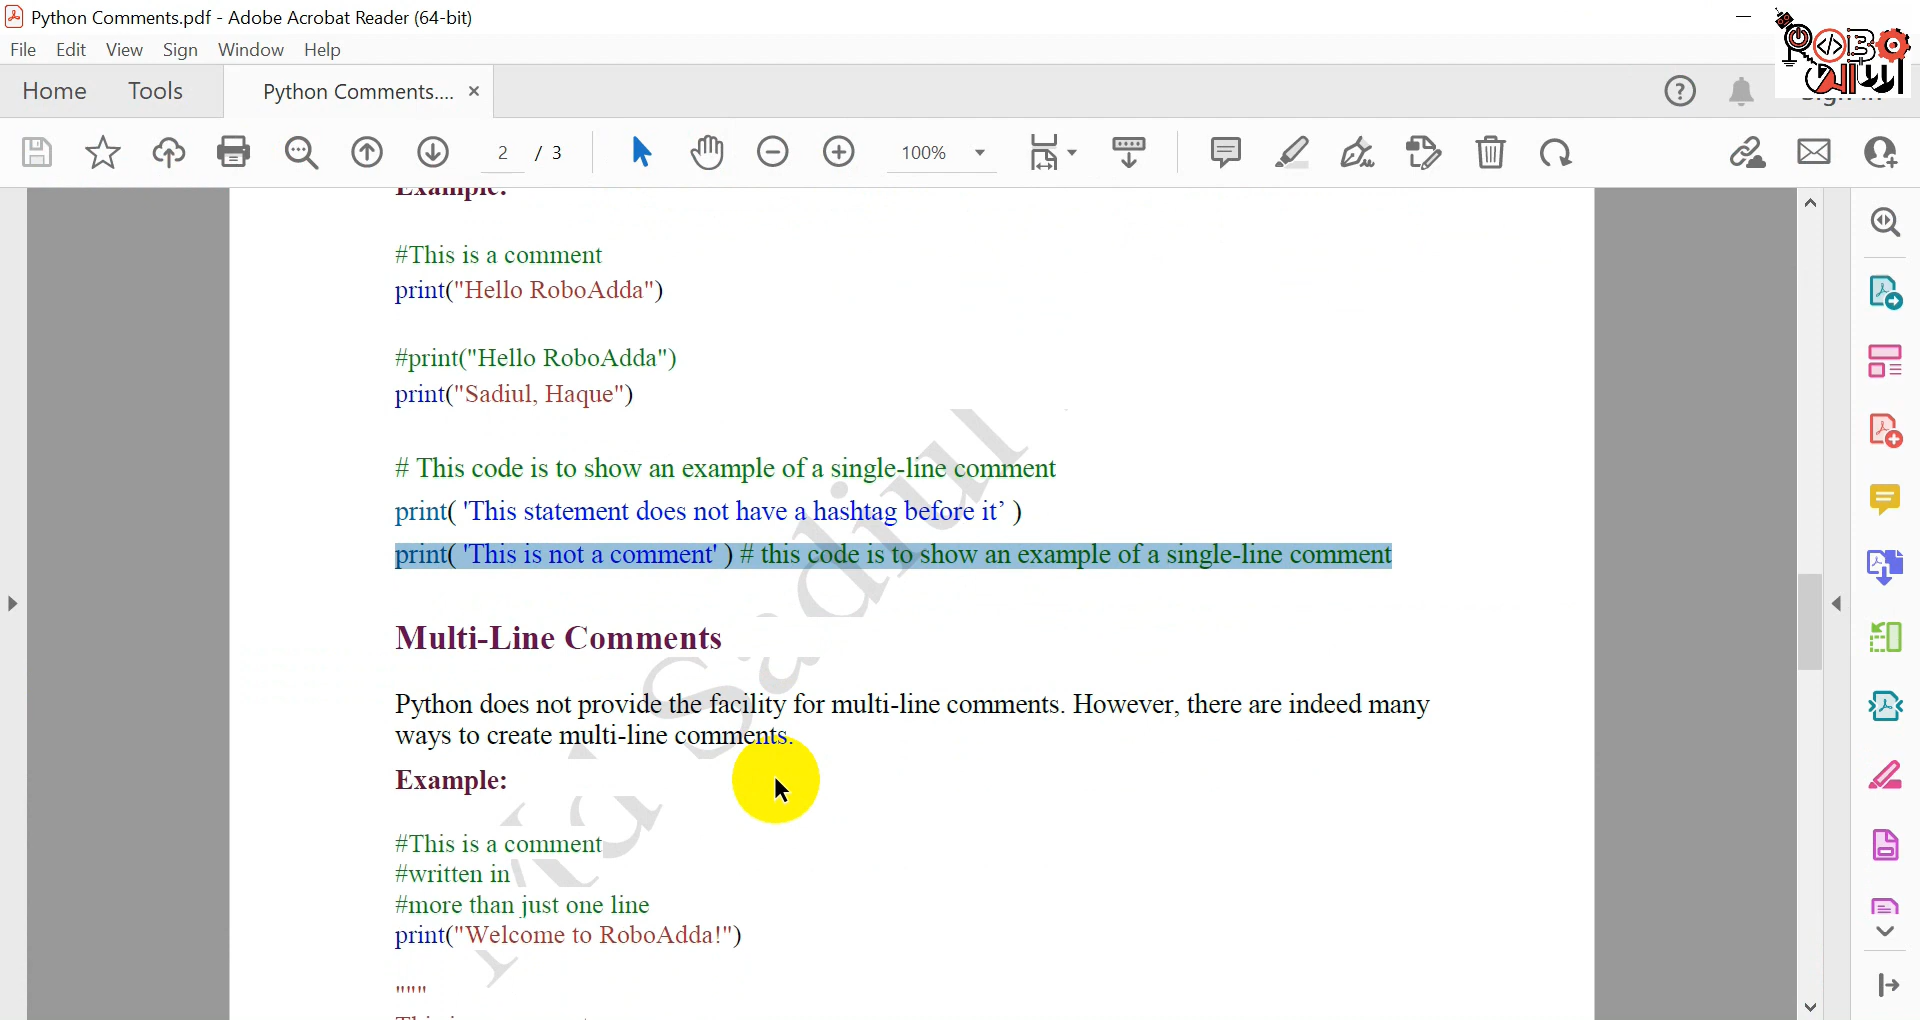 Python Comments.pdf - Adobe Acrobat Reader (64-bit)
File Edit View Sign Window Help
Home Tools Python Comments.... ×
2 / 3 100%
Example:
#This is a comment
print("Hello RoboAdda")
#print("Hello RoboAdda")
print("Sadiul, Haque")
# This code is to show an example of a single-line comment
print( 'This statement does not have a hashtag before it’ )
print( 'This is not a comment' ) # this code is to show an example of a single-line comment
Multi-Line Comments
Python does not provide the facility for multi-line comments. However, there are indeed many
ways to create multi-line comments.
Example:
#This is a comment
#written in
#more than just one line
print("Welcome to RoboAdda!")
"""
Md Sadiul